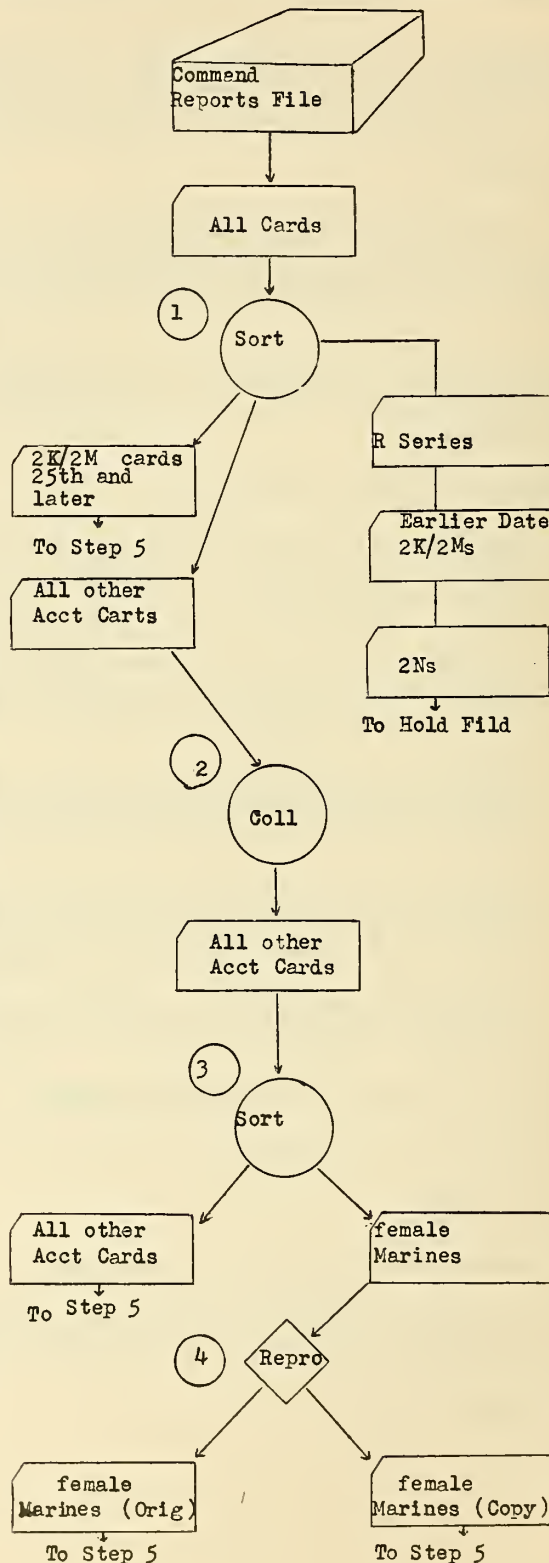 Command
Reports File
All Cards
1
Sort
2K/2M cards
25th and
later
To Step 5
All other
Acct Carts
R Series
Earlier Date
2K/2Ms
2Ns
To Hold Fild
2
Coll
All other
Acct Cards
3
Sort
All other
Acct Cards
To Step 5
female
Marines
4
Repro
female
Marines (Orig)
To Step 5
female
Marines (Copy)
To Step 5